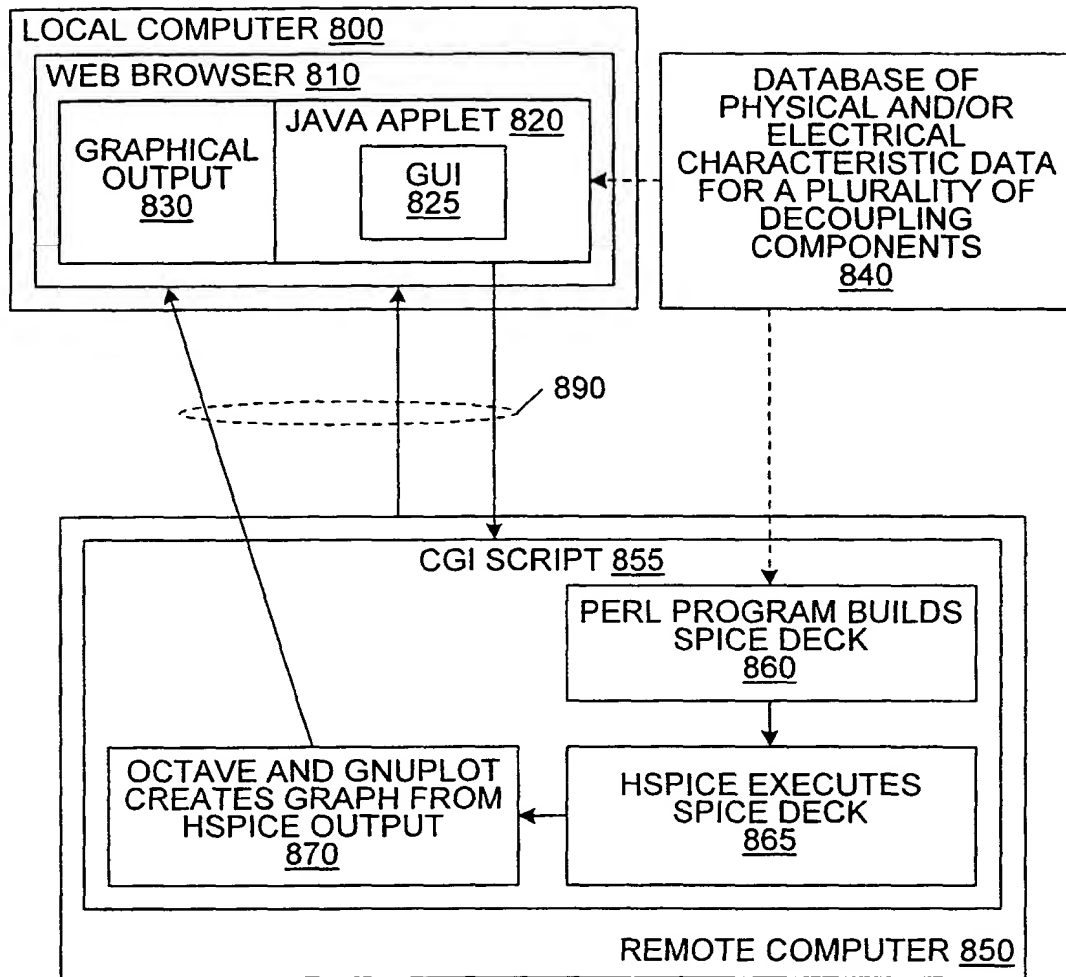 LOCAL COMPUTER 800
WEB BROWSER 810
GRAPHICAL
OUTPUT
830
JAVA APPLET 820
GUI
825
DATABASE OF
PHYSICAL AND/OR
ELECTRICAL
CHARACTERISTIC DATA
FOR A PLURALITY OF
DECOUPLING
COMPONENTS
840
890
CGI SCRIPT 855
PERL PROGRAM BUILDS
SPICE DECK
860
OCTAVE AND GNUPLOT
CREATES GRAPH FROM
HSPICE OUTPUT
870
HSPICE EXECUTES
SPICE DECK
865
REMOTE COMPUTER 850